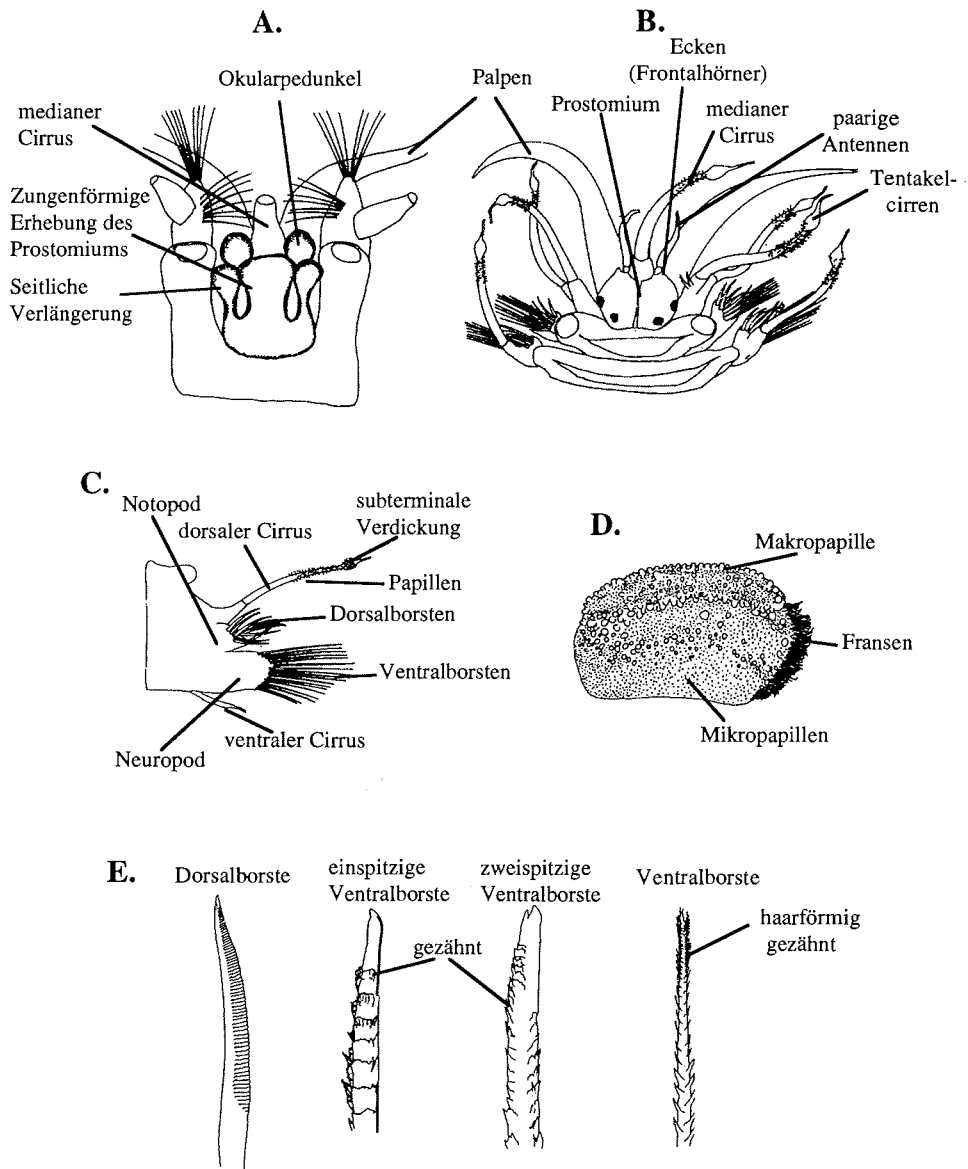 A.
Okularpedunkel
medianer
Cirrus
Zungenförmige
Erhebung des
Prostomiums
Seitliche
Verlängerung
Palpen
B.
Ecken
(Frontalhörner)
Prostomium
medianer
Cirrus
paarige
Antennen
Tentakel-
cirren
C.
Notopod
dorsaler Cirrus
subterminale
Verdickung
Papillen
Dorsalborsten
Ventralborsten
ventraler Cirrus
Neuropod
D.
Makropapille
Fransen
Mikropapillen
E.
Dorsalborste
einspitzige
Ventralborste
zweispitzige
Ventralborste
Ventralborste
gezähnt
haarförmig
gezähnt